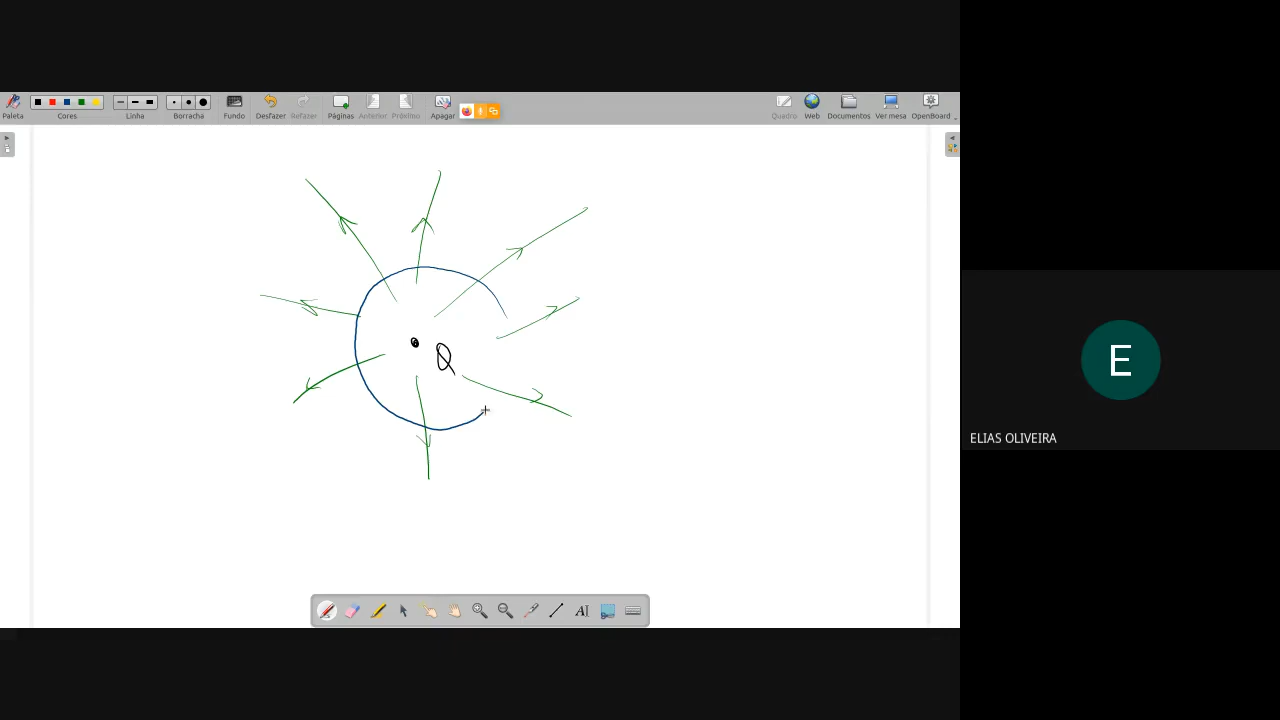 Paleta Cores Linha Borracha Fundo Desfazer Refazer Páginas Anterior Próximo Apagar Quadro Web Documentos Ver mesa OpenBoard
Q
AI
E
ELIAS OLIVEIRA